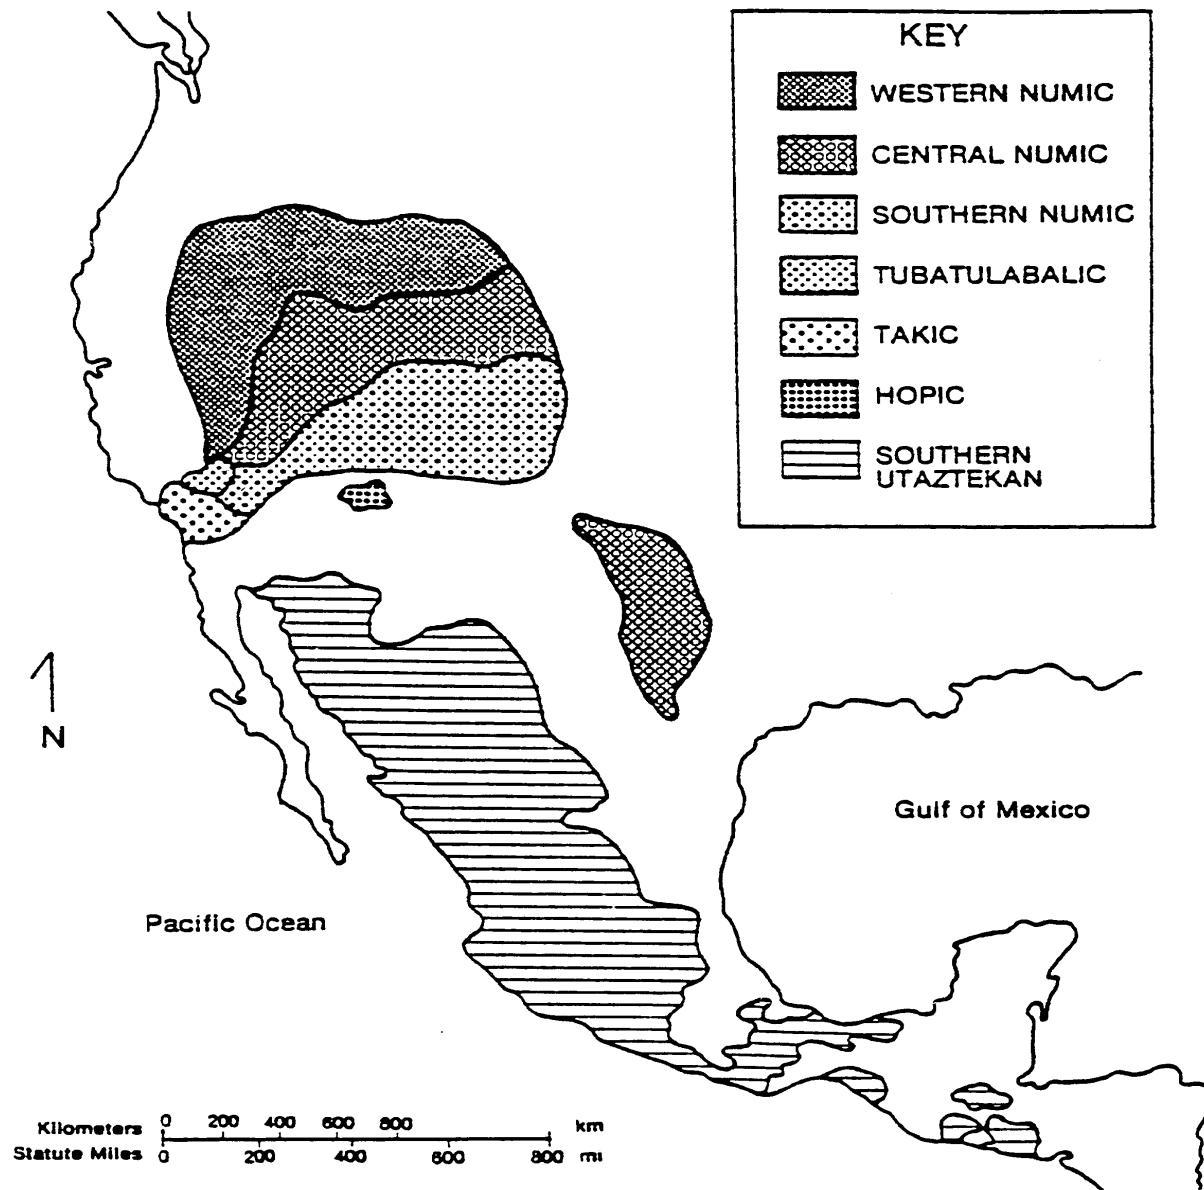 KEY
WESTERN NUMIC
CENTRAL NUMIC
SOUTHERN NUMIC
TUBATULABALIC
TAKIC
HOPIC
SOUTHERN
UTAZTEKAN
N
Gulf of Mexico
Pacific Ocean
Kilometers 0 200 400 600 800 km
Statute Miles 0 200 400 600 800 mi